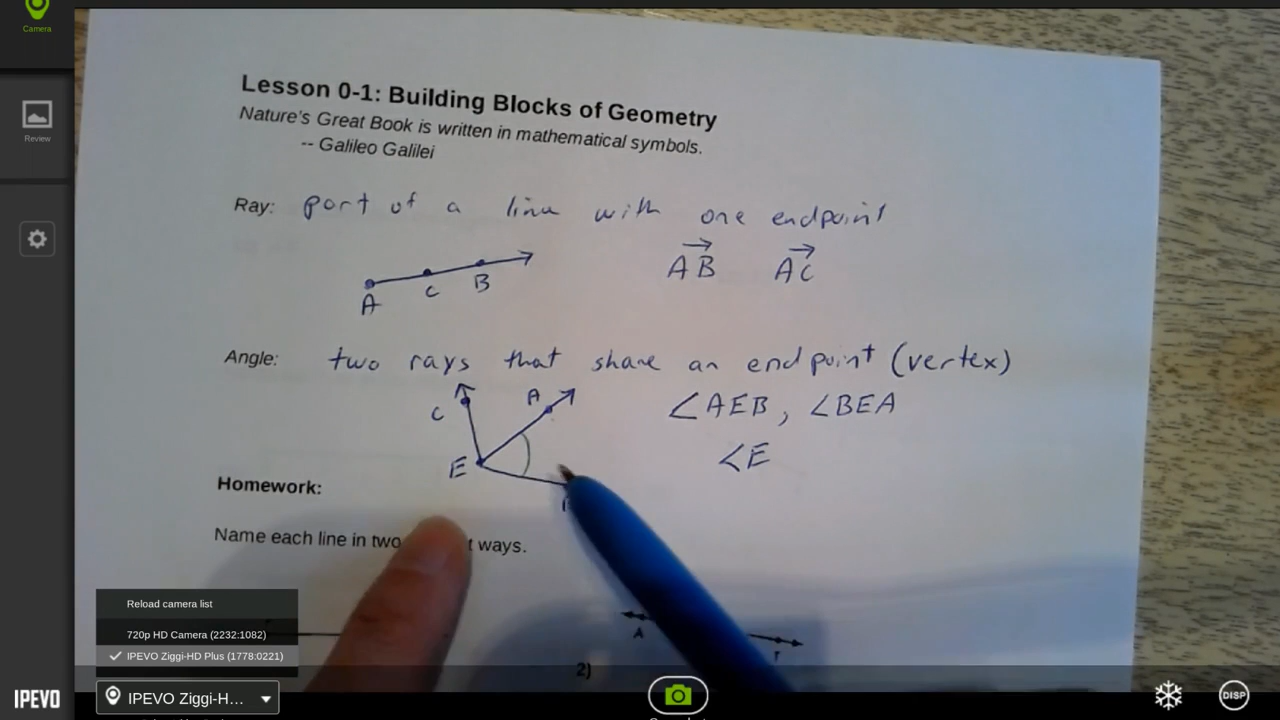 Camera
Lesson 0-1: Building Blocks of Geometry
Nature's Great Book is written in mathematical symbols.
-- Galileo Galilei
Review
Ray: part of a line with one endpoint
AB AC
A C B
Angle: two rays that share an endpoint (vertex)
C A ∠AEB, ∠BEA
E ∠E
Homework:
Name each line in two ways.
Reload camera list
720p HD Camera (2232:1082)
IPEVO Ziggi-HD Plus (1778:0221)
A
2)
IPEVO IPEVO Ziggi-H... DISP